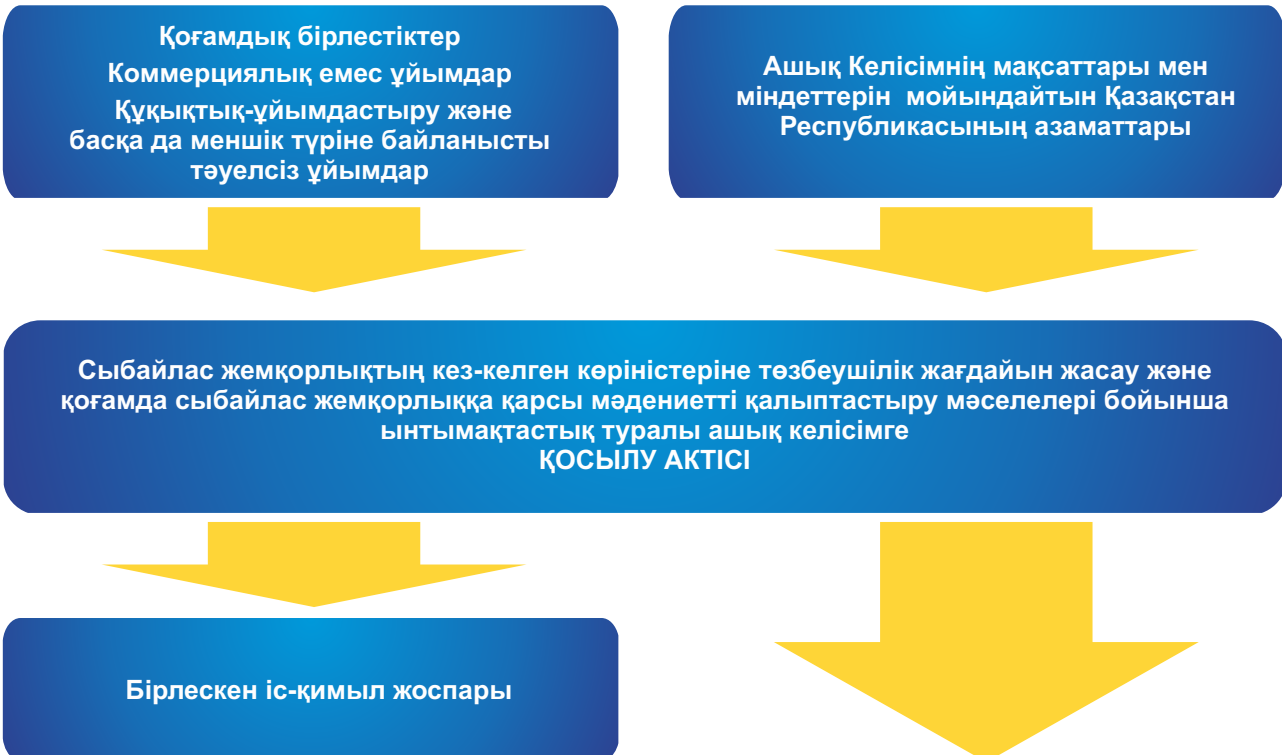 Қоғамдық бірлестіктер
Коммерциялық емес ұйымдар
Құқықтық-ұйымдастыру және
басқа да меншік түріне байланысты
тәуелсіз ұйымдар
Ашық Келісімнің мақсаттары мен
міндеттерін мойындайтын Қазақстан
Республикасының азаматтары
Сыбайлас жемқорлықтың кез-келген көріністеріне төзбеушілік жағдайын жасау және
қоғамда сыбайлас жемқорлыққа қарсы мәдениетті қалыптастыру мәселелері бойынша
ынтымақтастық туралы ашық келісімге
ҚОСЫЛУ АКТІСІ
Бірлескен іс-қимыл жоспары